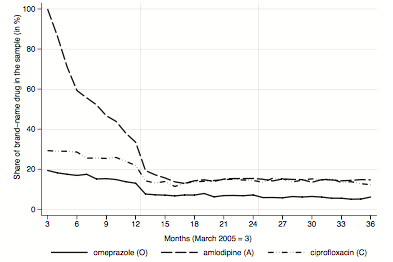 Share of brand-name drug in the sample (in %)
100
80
60
40
20
0
3 6 9 12 15 18 21 24 27 30 33 36
Months (March 2005 = 3)
omeprazole (O) amlodipine (A) ciprofloxacin (C)